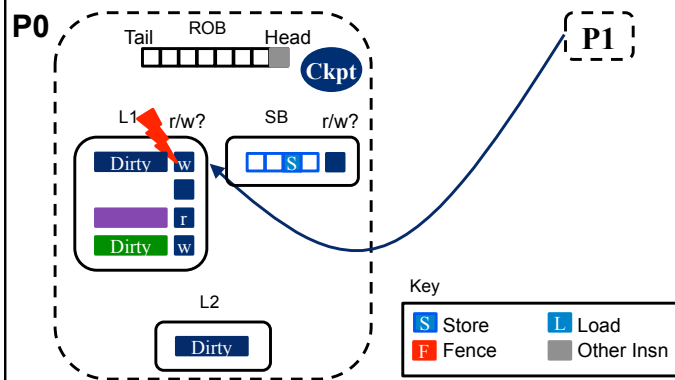 P0
ROB
Tail Head
Ckpt
P1
L1 r/w? SB r/w?
Dirty w
S
r
Dirty w
L2
Dirty
Key
S Store L Load
F Fence Other Insn